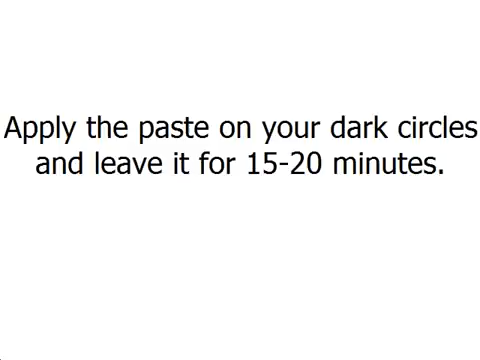 Apply the paste on your dark circles
and leave it for 15-20 minutes.